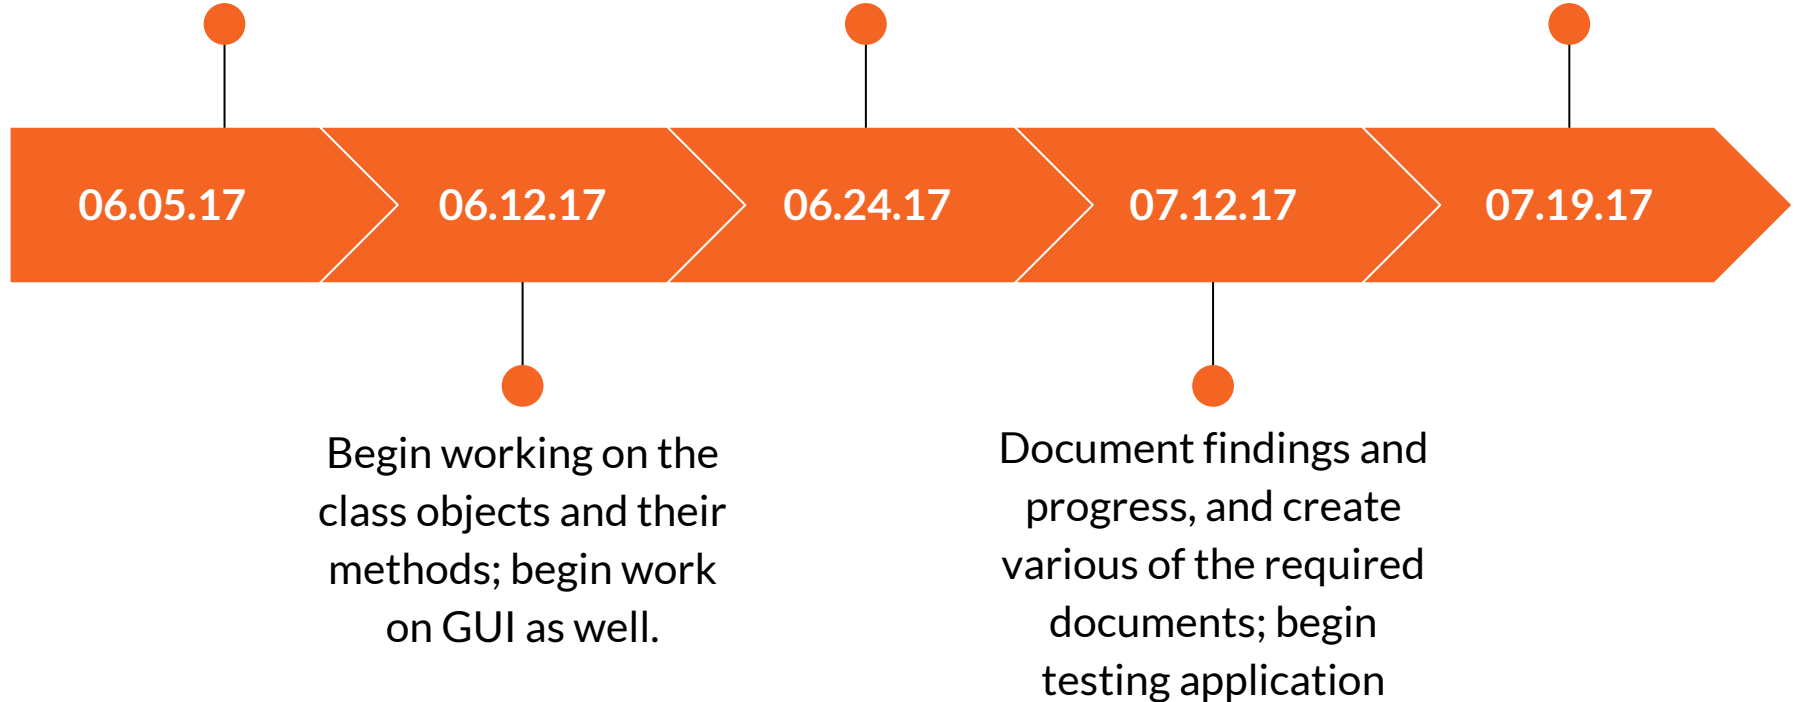 06.05.17
06.12.17
06.24.17
07.12.17
07.19.17
Begin working on the
class objects and their
methods; begin work
on GUI as well.
Document findings and
progress, and create
various of the required
documents; begin
testing application